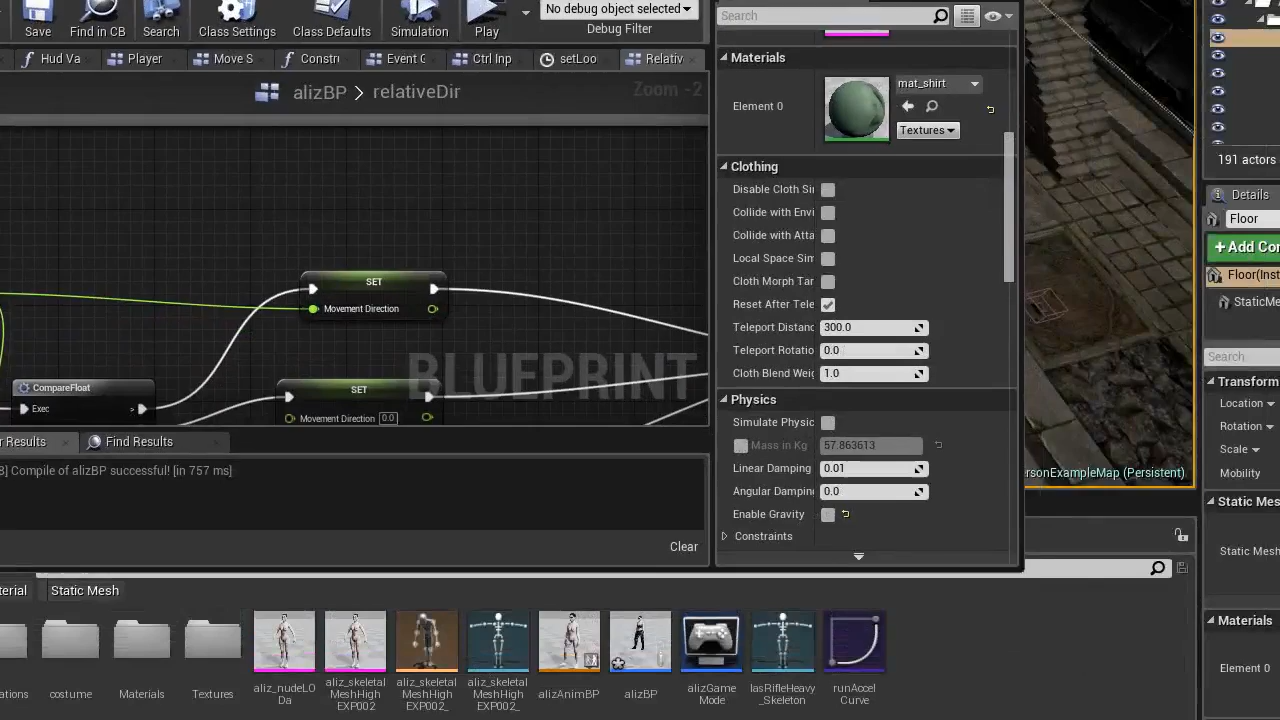 No debug object selected
Save
Find in CB
Search
Class Settings
Class Defaults
Simulation
Play
Debug Filter
Hud Va
Player
Move S
Constru
Event G
Ctrl Inp
setLoo
Relativ
alizBP > relativeDir
Zoom -2
SET
Movement Direction
CompareFloat
Exec
>
SET
Movement Direction 0.0
BLUEPRINT
r Results
Find Results
] Compile of alizBP successful! [in 757 ms]
Clear
Search
Materials
Element 0
mat_shirt
Textures
Clothing
Disable Cloth Sir
Collide with Envi
Collide with Atta
Local Space Sim
Cloth Morph Tar
Reset After Tele
Teleport Distanc 300.0
Teleport Rotatio 0.0
Cloth Blend Weig 1.0
Physics
Simulate Physic
Mass in Kg 57.863613
Linear Damping 0.01
Angular Damping 0.0
Enable Gravity
Constraints
191 actors
Details
Floor
+Add Co
Floor(Inst
StaticMe
Search
Transform
Location
Rotation
Scale
Mobility
ersonExampleMap (Persistent)
Static Mes
Static Mesh
Materials
Element 0
terial
Static Mesh
ations
costume
Materials
Textures
aliz_nudeLO
Da
aliz_skeletal
MeshHigh
EXP002
aliz_skeletal
MeshHigh
EXP002_
aliz_skeletal
MeshHigh
EXP002_
alizAnimBP
alizBP
alizGame
Mode
lasRifleHeavy
_Skeleton
runAccel
Curve